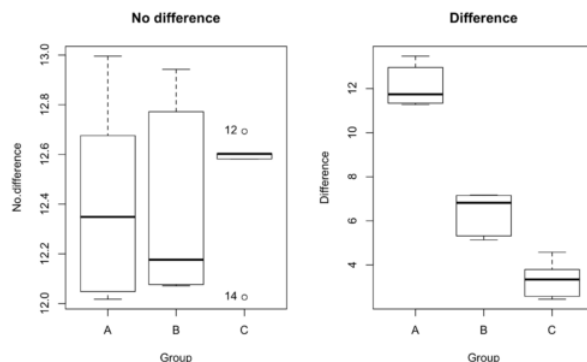 No difference
No.difference
13.0
12.8
12.6
12.4
12.2
12.0
12
14
A
B
C
Group
Difference
Difference
12
10
8
6
4
A
B
C
Group